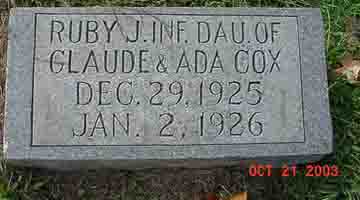 RUBY J. INF. DAU. OF
CLAUDE & ADA COX
DEC. 29, 1925
JAN. 2, 1926
OCT 21 2003